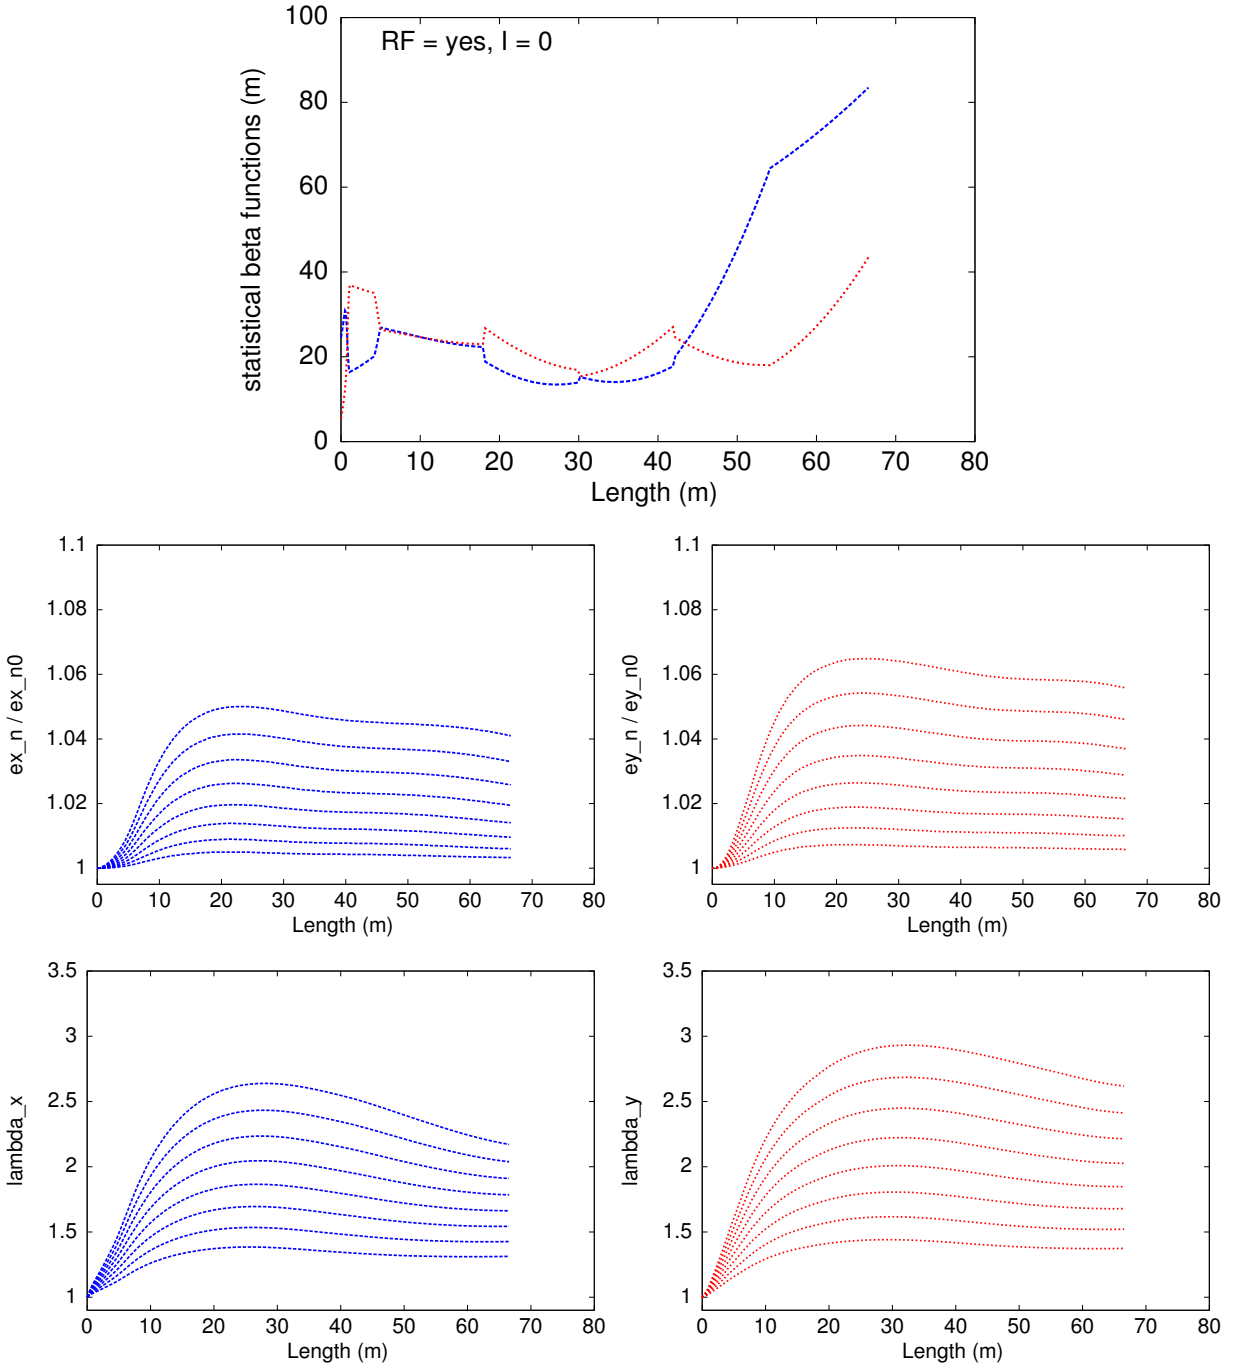 100
80
60
40
20
0
statistical beta functions (m)
RF = yes, I = 0
0 10 20 30 40 50 60 70 80
Length (m)
1.1
1.08
1.06
1.04
1.02
1
ex_n / ex_n0
0 10 20 30 40 50 60 70 80
Length (m)
1.1
1.08
1.06
1.04
1.02
1
ey_n / ey_n0
0 10 20 30 40 50 60 70 80
Length (m)
3.5
3
2.5
2
1.5
1
lambda_x
0 10 20 30 40 50 60 70 80
Length (m)
3.5
3
2.5
2
1.5
1
lambda_y
0 10 20 30 40 50 60 70 80
Length (m)